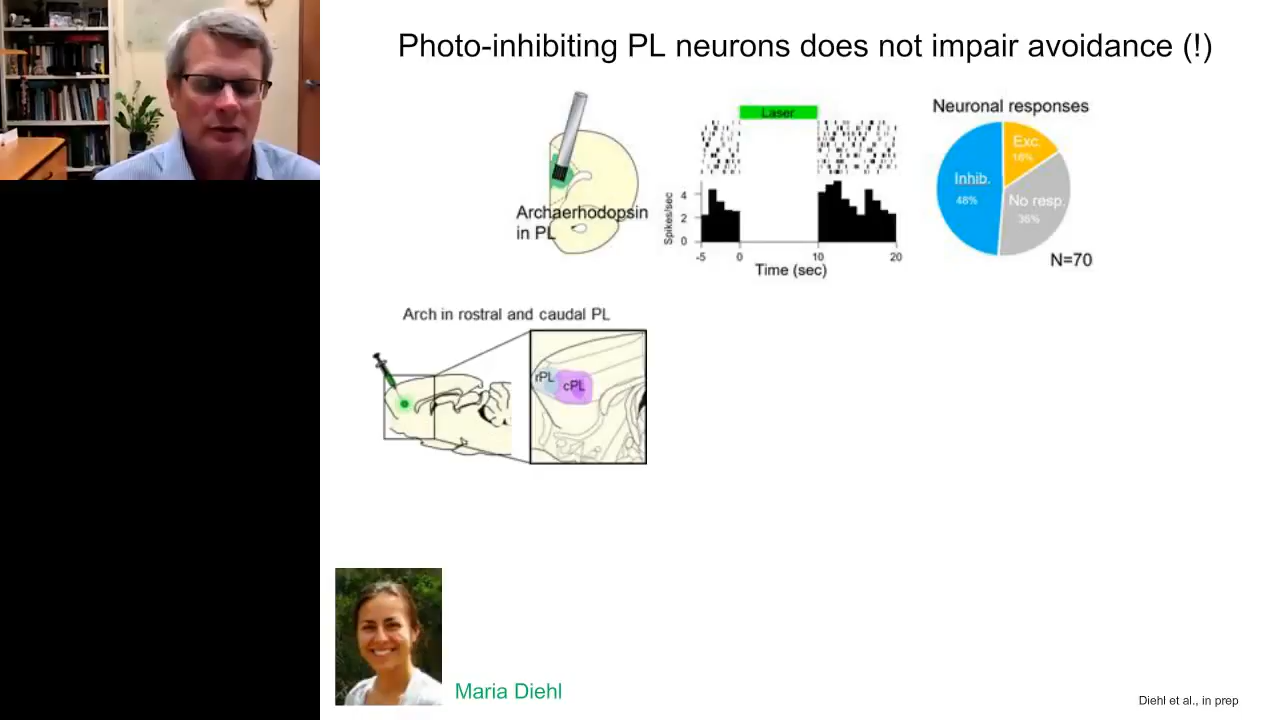 Photo-inhibiting PL neurons does not impair avoidance (!)
Archaerhodopsin
in PL
Laser
Spikes/sec
4
2
0
-5 0 10 20
Time (sec)
Neuronal responses
Exc.
16%
Inhib.
48%
No resp.
36%
N=70
Arch in rostral and caudal PL
rPL
cPL
Maria Diehl
Diehl et al., in prep